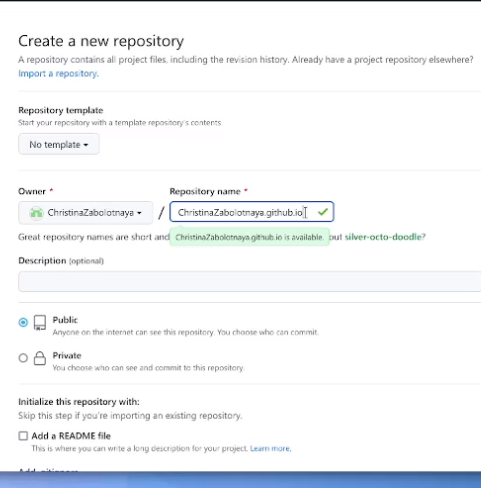 Create a new repository
A repository contains all project files, including the revision history. Already have a project repository elsewhere?
Import a repository.
Repository template
Start your repository with a template repository's contents.
No template
Owner *
Repository name *
ChristinaZabolotnaya
/
ChristinaZabolotnaya.github.io
Great repository names are short and
ChristinaZabolotnaya.github.io is available.
out silver-octo-doodle?
Description (optional)
Public
Anyone on the internet can see this repository. You choose who can commit.
Private
You choose who can see and commit to this repository.
Initialize this repository with:
Skip this step if you're importing an existing repository.
Add a README file
This is where you can write a long description for your project. Learn more.
Add .gitignore